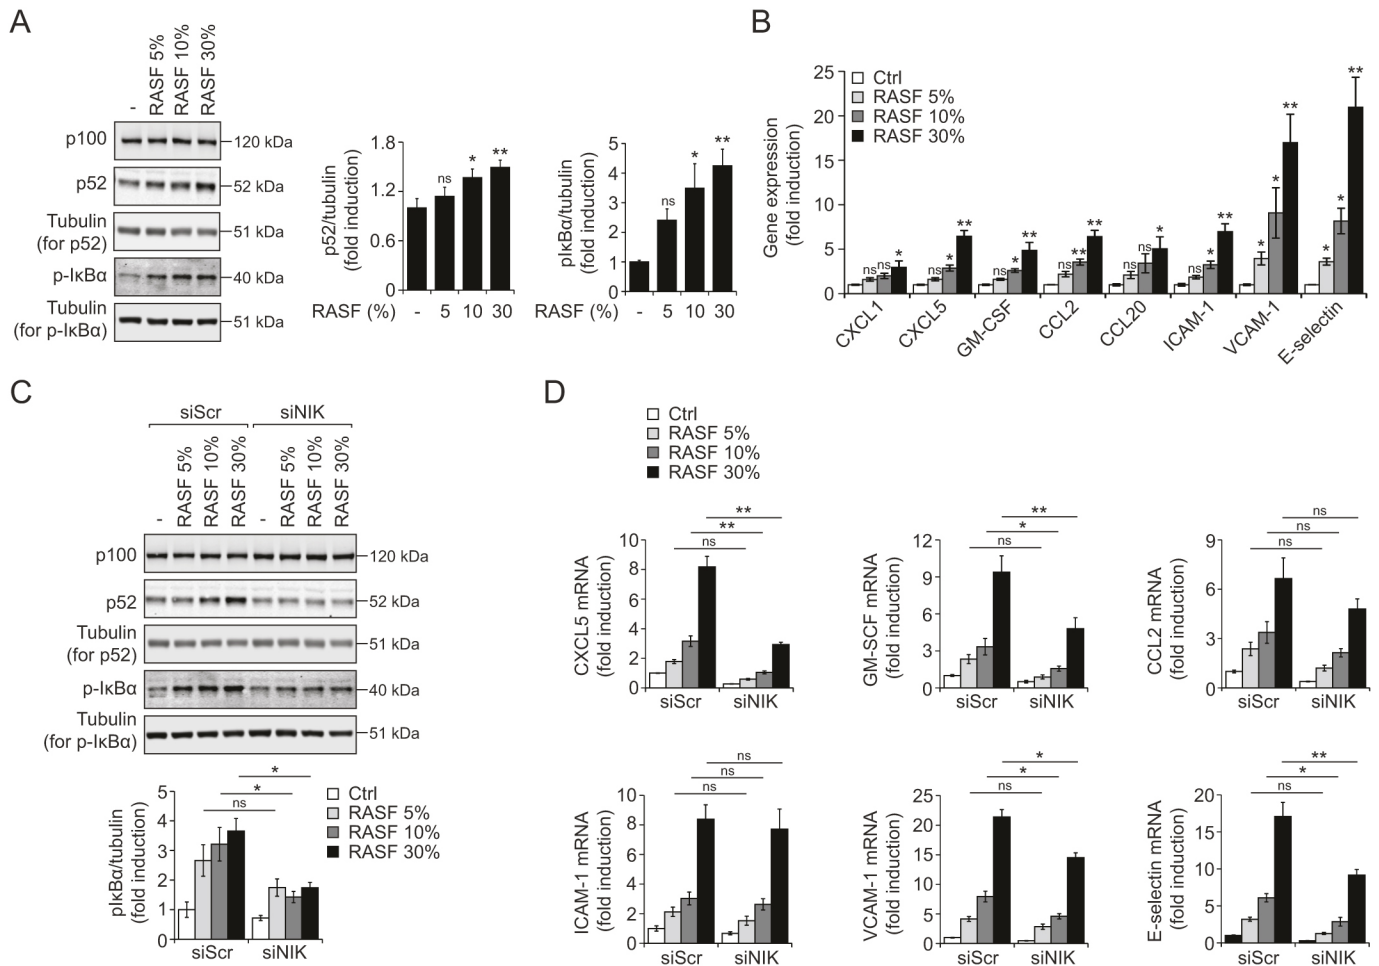 A
-
RASF 5%
RASF 10%
RASF 30%
p100
120 kDa
p52
52 kDa
Tubulin
(for p52)
51 kDa
p-IκBα
40 kDa
Tubulin
(for p-IκBα)
51 kDa
p52/tubulin
(fold induction)
1.8
1.2
0.6
0
ns
*
**
RASF (%)
- 5 10 30
pIκBα/tubulin
(fold induction)
5
4
3
2
1
0
ns
*
**
RASF (%)
- 5 10 30
B
Gene expression
(fold induction)
25
20
15
10
5
0
Ctrl
RASF 5%
RASF 10%
RASF 30%
ns ns *
ns * **
ns * **
ns ** **
ns ns *
ns * **
* * **
* * **
CXCL1
CXCL5
GM-CSF
CCL2
CCL20
ICAM-1
VCAM-1
E-selectin
C
siScr siNIK
-
RASF 5%
RASF 10%
RASF 30%
-
RASF 5%
RASF 10%
RASF 30%
p100
120 kDa
p52
52 kDa
Tubulin
(for p52)
51 kDa
p-IκBα
40 kDa
Tubulin
(for p-IκBα)
51 kDa
pIκBα/tubulin
(fold induction)
5
4
3
2
1
0
*
*
ns
Ctrl
RASF 5%
RASF 10%
RASF 30%
siScr siNIK
D
Ctrl
RASF 5%
RASF 10%
RASF 30%
CXCL5 mRNA
(fold induction)
10
8
6
4
2
0
**
**
ns
siScr siNIK
GM-SCF mRNA
(fold induction)
12
9
6
3
0
**
*
ns
siScr siNIK
CCL2 mRNA
(fold induction)
9
6
3
0
ns
ns
ns
siScr siNIK
ICAM-1 mRNA
(fold induction)
10
8
6
4
2
0
ns
ns
ns
siScr siNIK
VCAM-1 mRNA
(fold induction)
25
20
15
10
5
0
*
*
ns
siScr siNIK
E-selectin mRNA
(fold induction)
20
15
10
5
0
**
*
ns
siScr siNIK